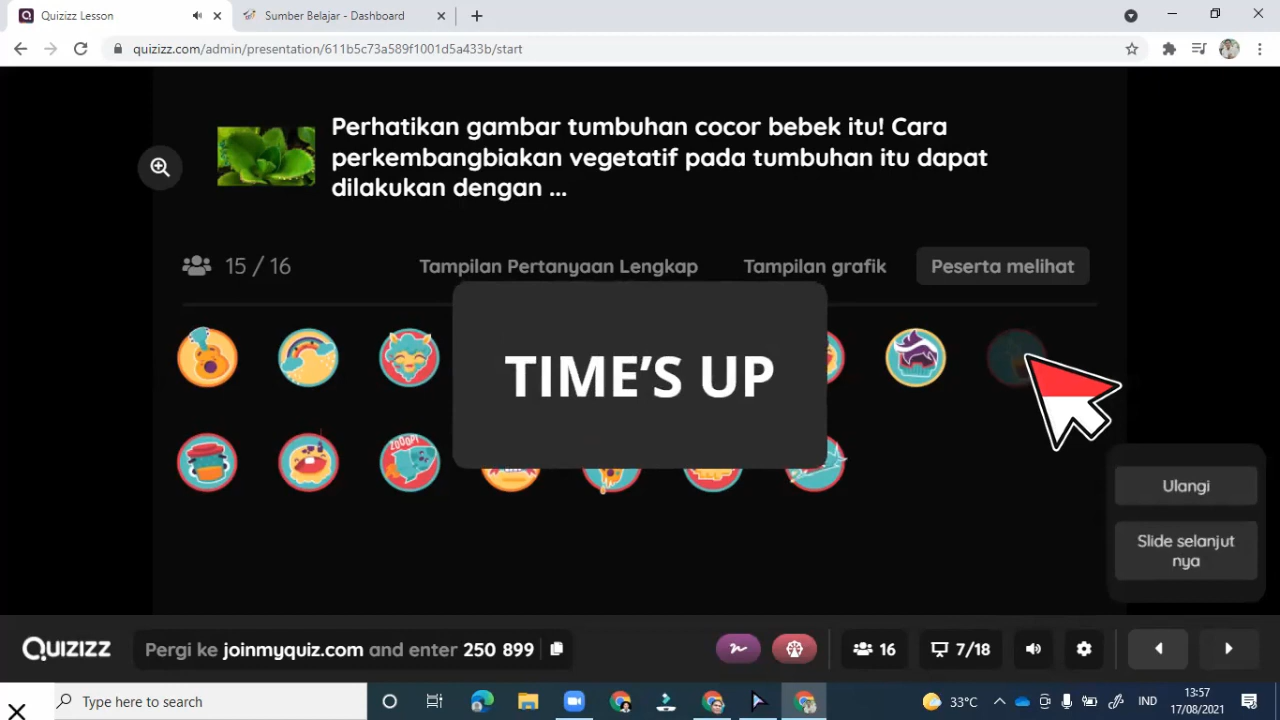 Quizizz Lesson
Sumber Belajar - Dashboard
quizizz.com/admin/presentation/611b5c73a589f1001d5a433b/start
Perhatikan gambar tumbuhan cocor bebek itu! Cara
perkembangbiakan vegetatif pada tumbuhan itu dapat
dilakukan dengan ...
15 / 16
Tampilan Pertanyaan Lengkap
Tampilan grafik
Peserta melihat
TIME'S UP
ZOOOP!
Ulangi
Slide selanjut
nya
QUIZIZZ
Pergi ke joinmyquiz.com and enter 250 899
16
7/18
Type here to search
33°C
IND
13:57
17/08/2021